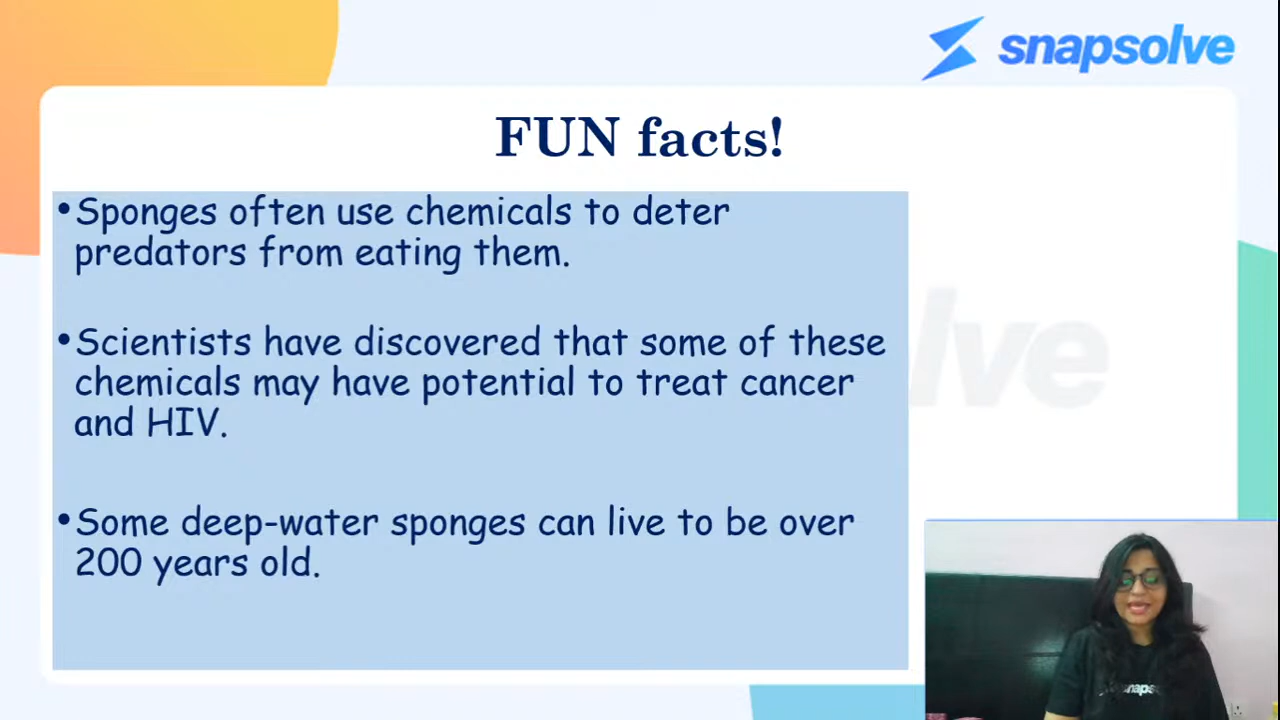 snapsolve
FUN facts!
•Sponges often use chemicals to deter
predators from eating them.
•Scientists have discovered that some of these
chemicals may have potential to treat cancer
and HIV.
•Some deep-water sponges can live to be over
200 years old.